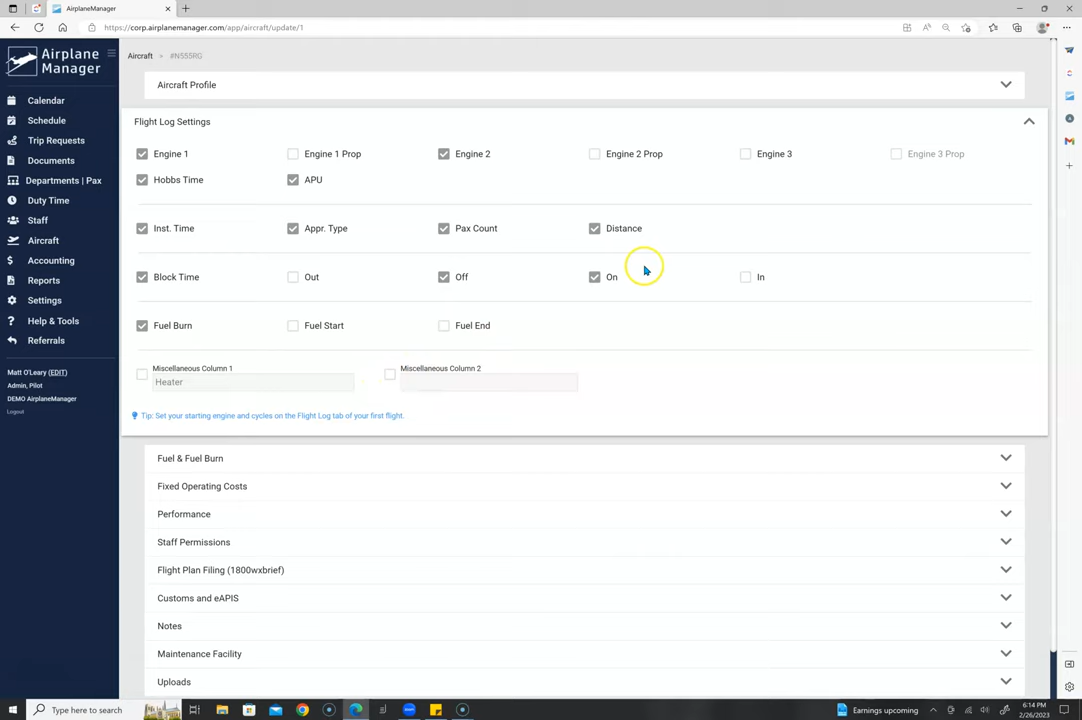 AirplaneManager
https://corp.airplanemanager.com/app/aircraft/update/1
Airplane Manager
Calendar
Schedule
Trip Requests
Documents
Departments | Pax
Duty Time
Staff
Aircraft
Accounting
Reports
Settings
Help & Tools
Referrals
Matt O'Leary (EDIT)
Admin, Pilot
DEMO AirplaneManager
Logout
Aircraft > #N555RG
Aircraft Profile
Flight Log Settings
Engine 1 Engine 1 Prop Engine 2 Engine 2 Prop Engine 3 Engine 3 Prop
Hobbs Time APU
Inst. Time Appr. Type Pax Count Distance
Block Time Out Off On In
Fuel Burn Fuel Start Fuel End
Miscellaneous Column 1 Miscellaneous Column 2
Heater
Tip: Set your starting engine and cycles on the Flight Log tab of your first flight.
Fuel & Fuel Burn
Fixed Operating Costs
Performance
Staff Permissions
Flight Plan Filing (1800wxbrief)
Customs and eAPIS
Notes
Maintenance Facility
Uploads
Type here to search
Earnings upcoming
6:14 PM
2/26/2023